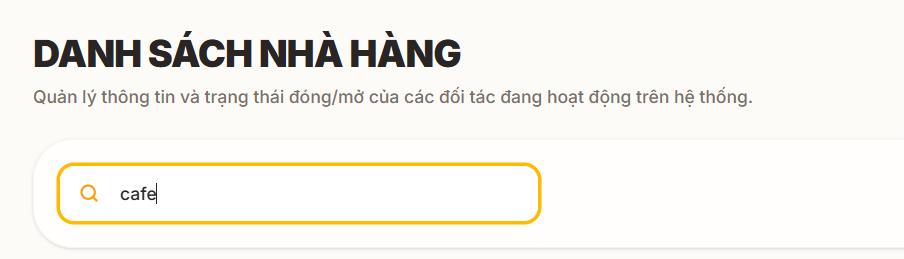 DANH SÁCH NHÀ HÀNG
Quản lý thông tin và trạng thái đóng/mở của các đối tác đang hoạt động trên hệ thống.
cafe